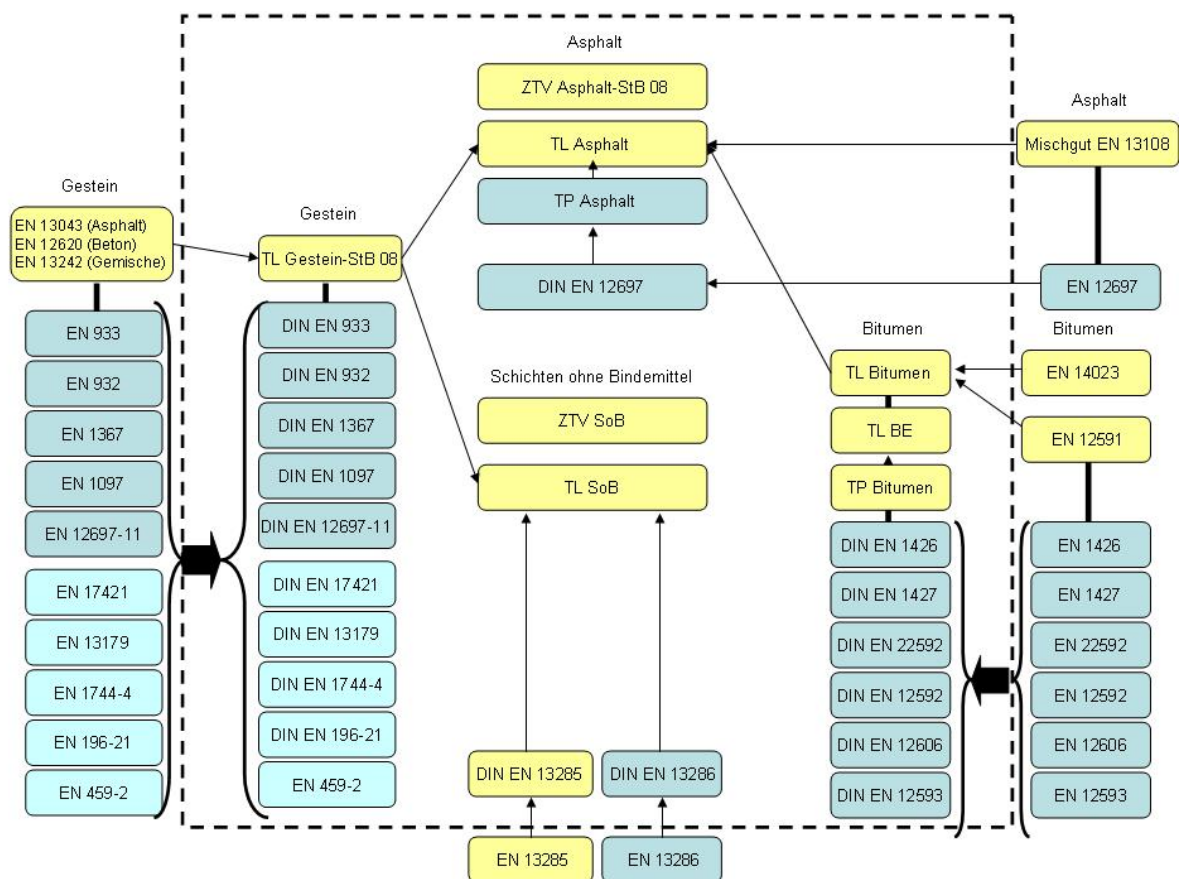 Asphalt
ZTV Asphalt-StB 08
TL Asphalt
TP Asphalt
DIN EN 12697
Asphalt
Mischgut EN 13108
EN 12697
Gestein
EN 13043 (Asphalt)
EN 12620 (Beton)
EN 13242 (Gemische)
EN 933
EN 932
EN 1367
EN 1097
EN 12697-11
EN 17421
EN 13179
EN 1744-4
EN 196-21
EN 459-2
Gestein
TL Gestein-StB 08
DIN EN 933
DIN EN 932
DIN EN 1367
DIN EN 1097
DIN EN 12697-11
DIN EN 17421
DIN EN 13179
DIN EN 1744-4
DIN EN 196-21
EN 459-2
Schichten ohne Bindemittel
ZTV SoB
TL SoB
DIN EN 13285
DIN EN 13286
EN 13285
EN 13286
Bitumen
TL Bitumen
TL BE
TP Bitumen
DIN EN 1426
DIN EN 1427
DIN EN 22592
DIN EN 12592
DIN EN 12606
DIN EN 12593
Bitumen
EN 14023
EN 12591
EN 1426
EN 1427
EN 22592
EN 12592
EN 12606
EN 12593